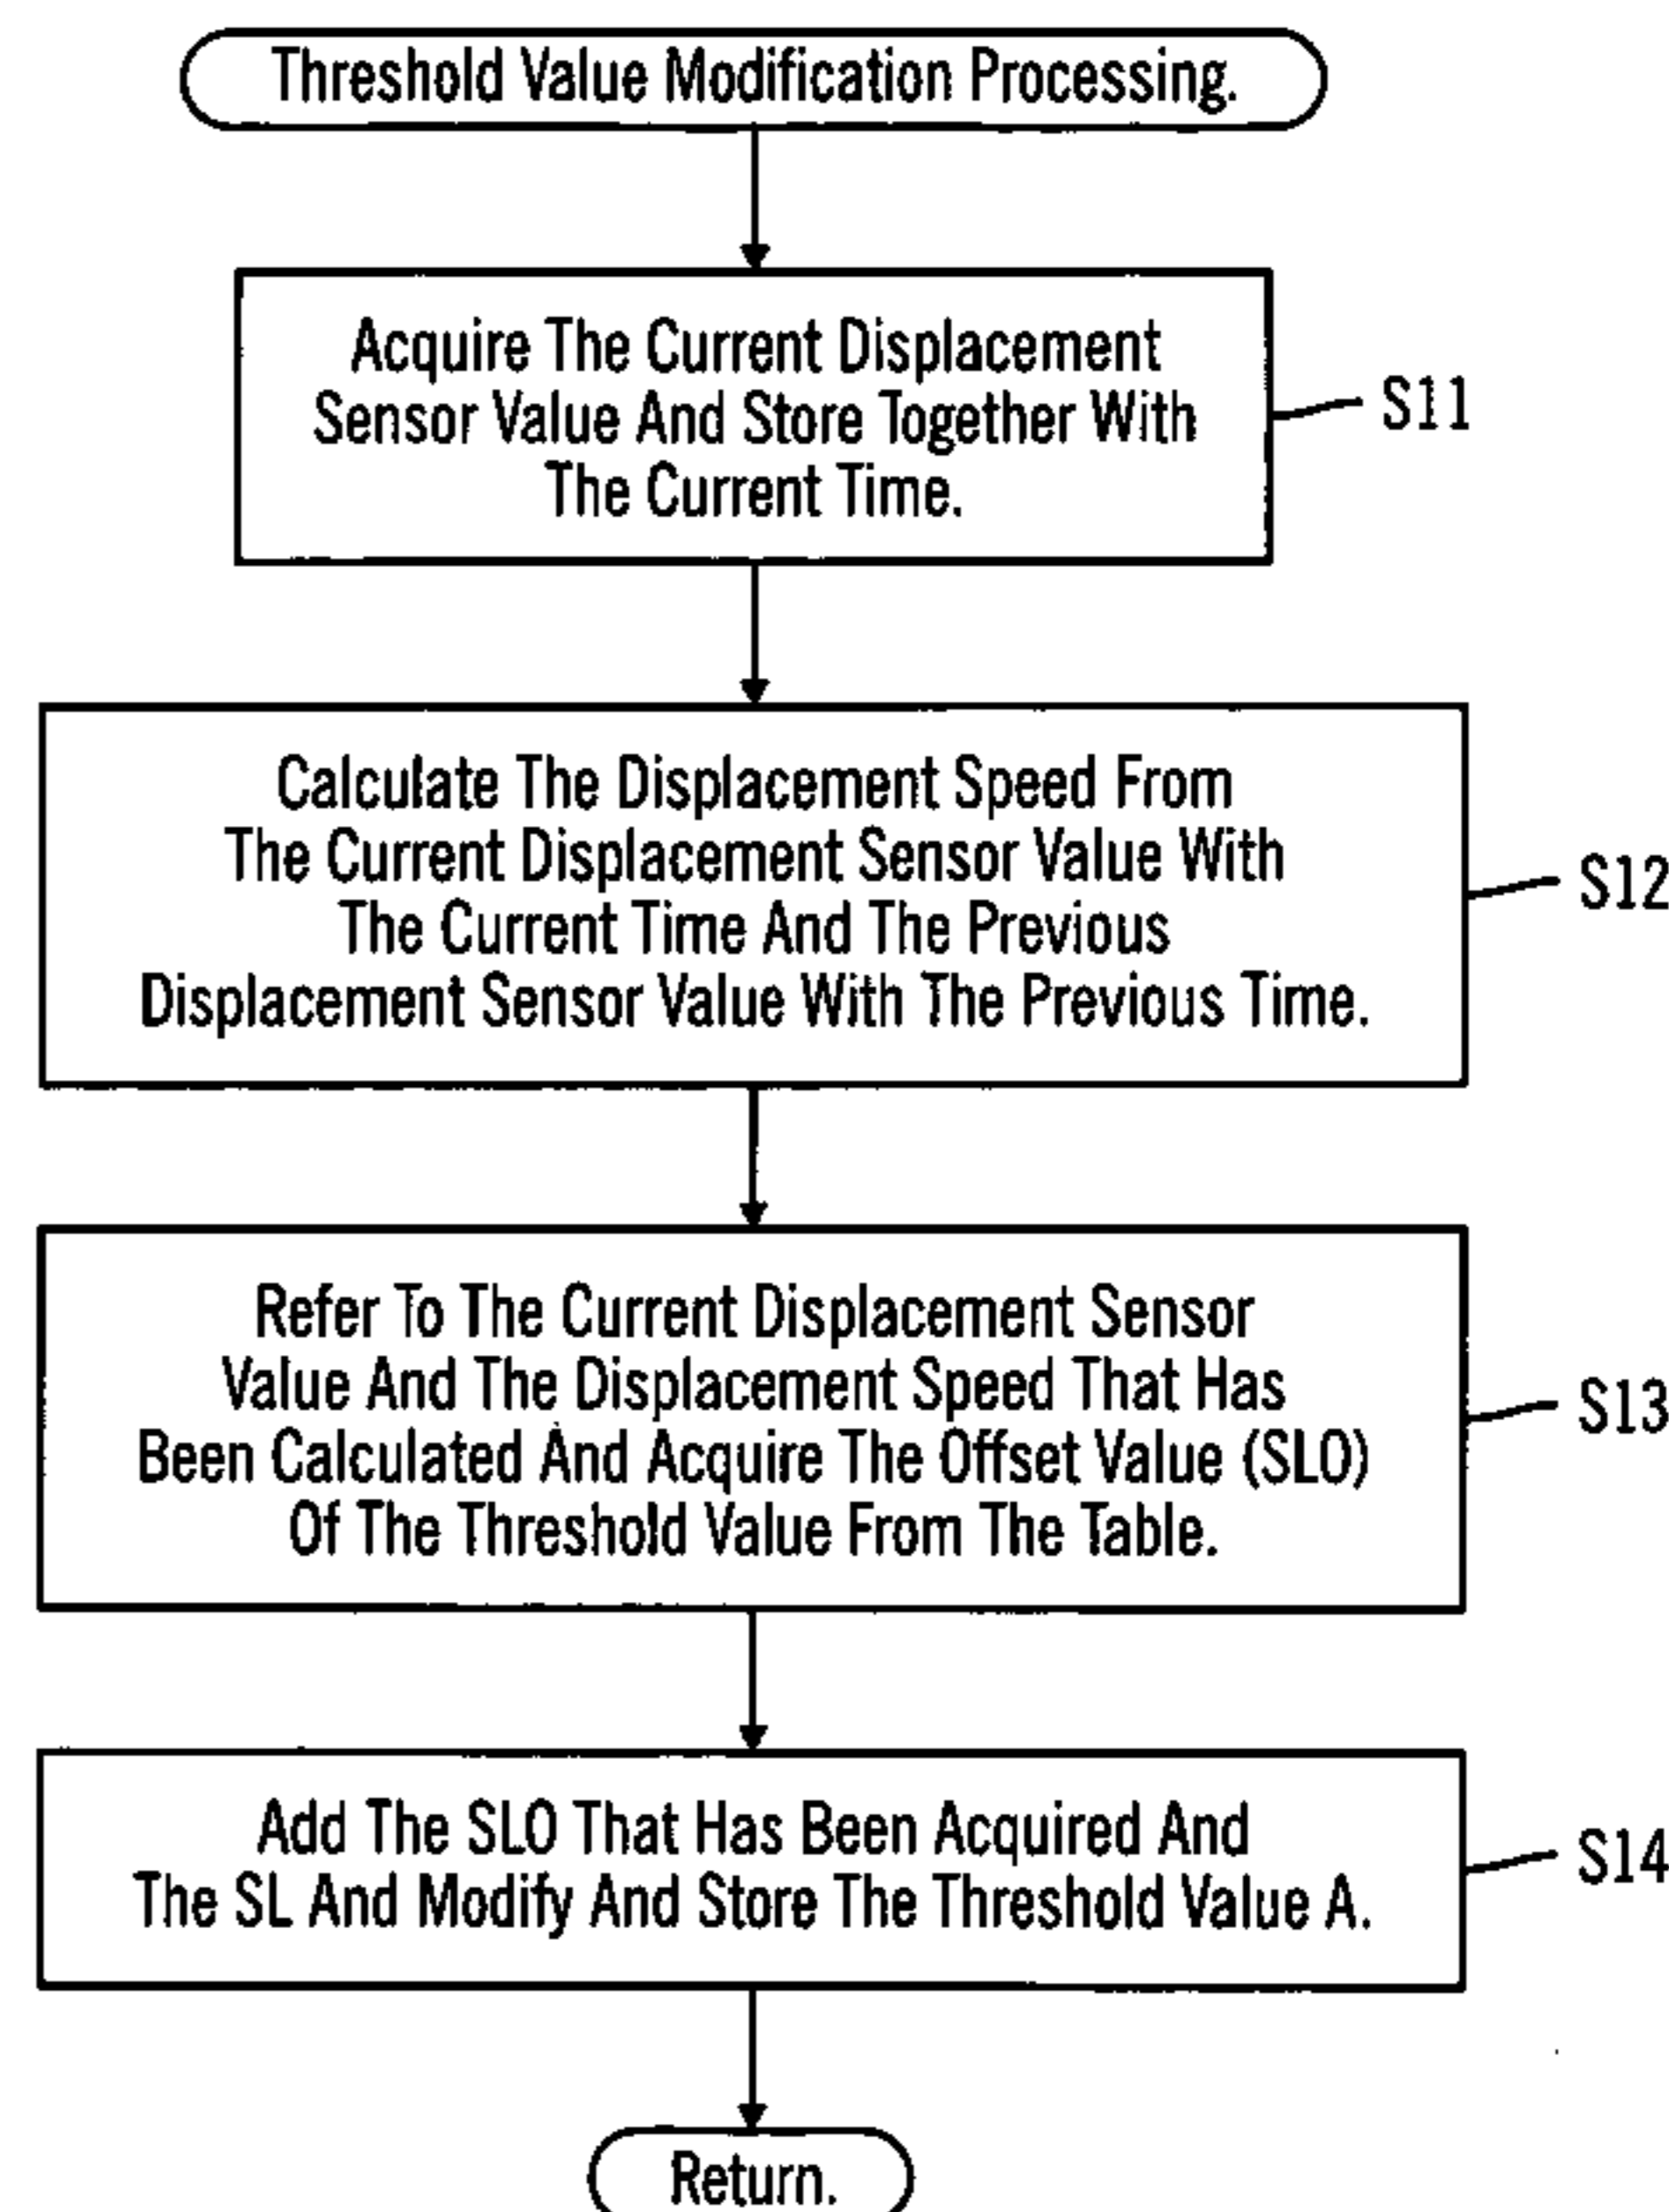 Threshold Value Modification Processing.
Acquire The Current Displacement
Sensor Value And Store Together With
The Current Time.
S11
Calculate The Displacement Speed From
The Current Displacement Sensor Value With
The Current Time And The Previous
Displacement Sensor Value With The Previous Time.
S12
Refer To The Current Displacement Sensor
Value And The Displacement Speed That Has
Been Calculated And Acquire The Offset Value (SLO)
Of The Threshold Value From The Table.
S13
Add The SLO That Has Been Acquired And
The SL And Modify And Store The Threshold Value A.
S14
Return.